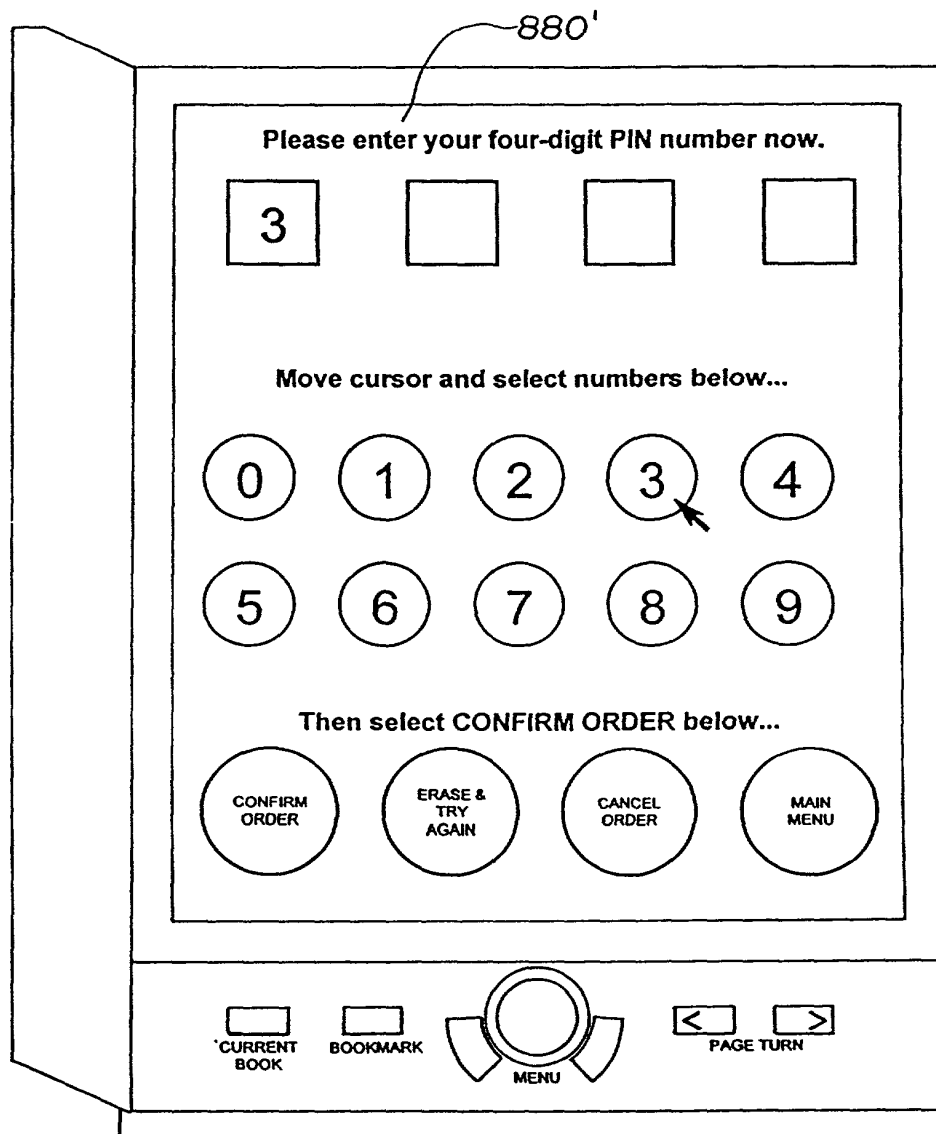 880'
Please enter your four-digit PIN number now.
3
Move cursor and select numbers below...
0 1 2 3 4
5 6 7 8 9
Then select CONFIRM ORDER below...
CONFIRM
ORDER
ERASE &
TRY
AGAIN
CANCEL
ORDER
MAIN
MENU
< >
CURRENT
BOOK
BOOKMARK
MENU
PAGE TURN